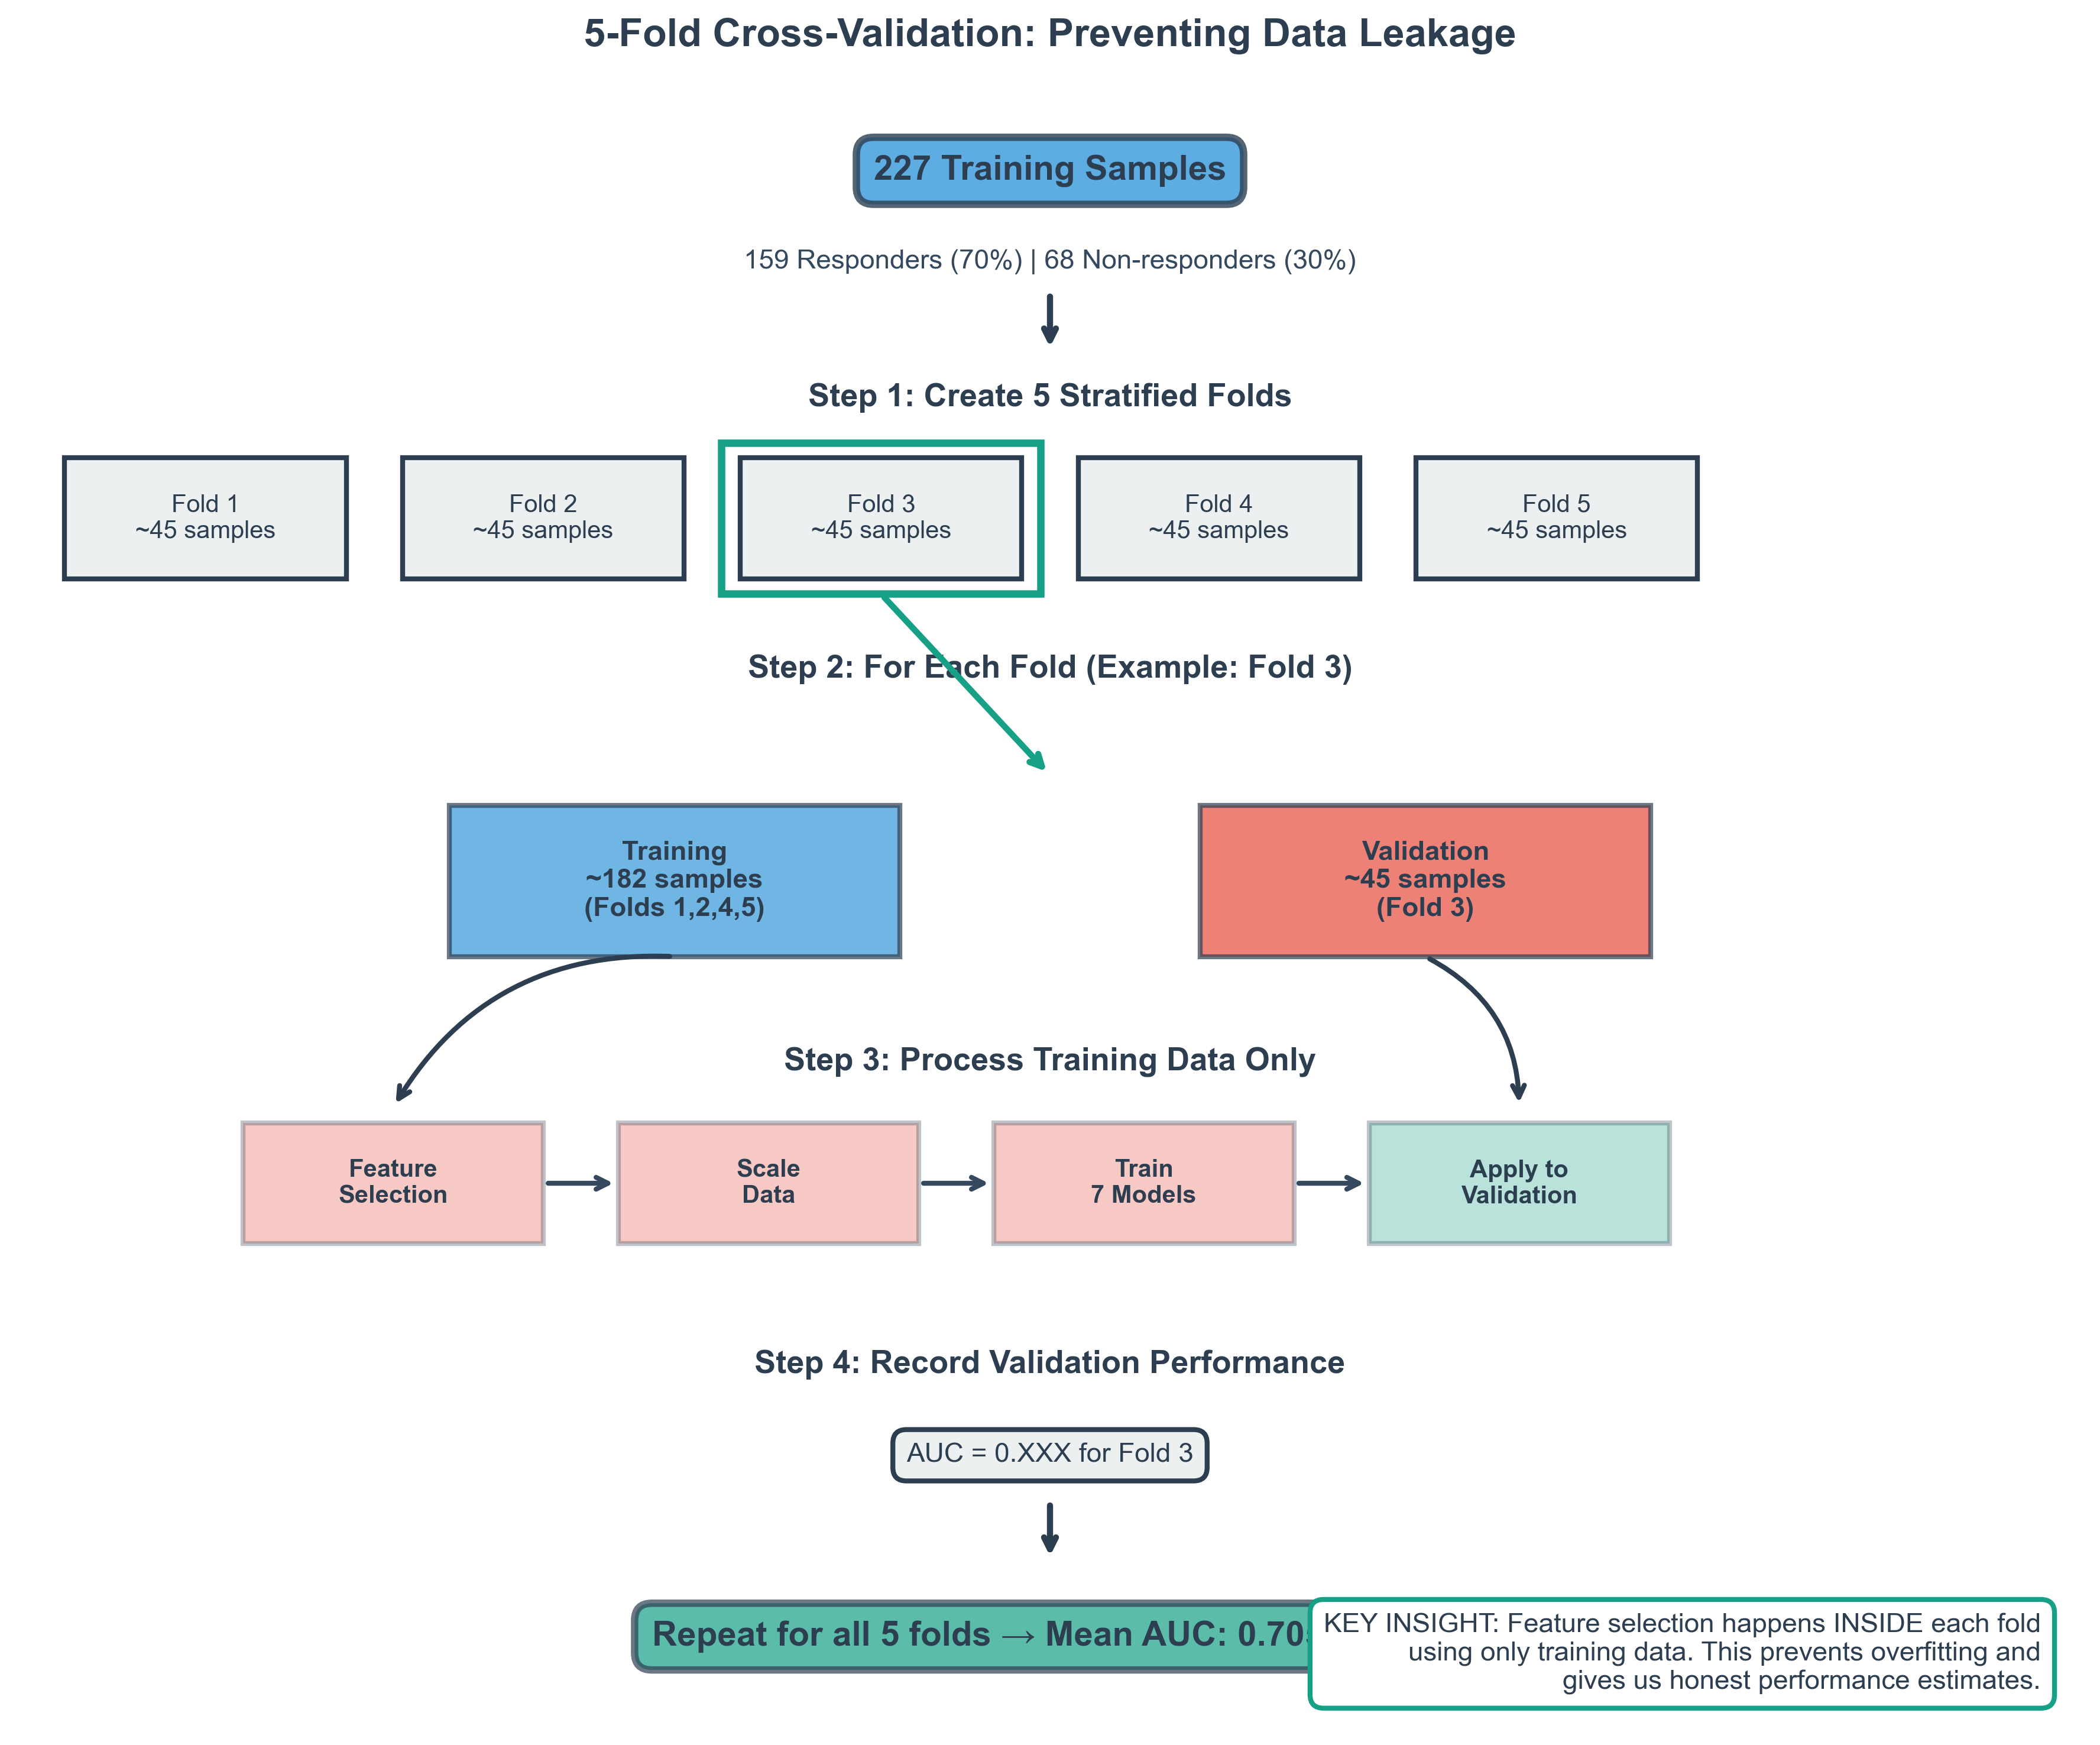 5-Fold Cross-Validation: Preventing Data Leakage
227 Training Samples
159 Responders (70%) | 68 Non-responders (30%)
Step 1: Create 5 Stratified Folds
Fold 1
~45 samples
Fold 2
~45 samples
Fold 3
~45 samples
Fold 4
~45 samples
Fold 5
~45 samples
Step 2: For Each Fold (Example: Fold 3)
Training
~182 samples
(Folds 1,2,4,5)
Validation
~45 samples
(Fold 3)
Step 3: Process Training Data Only
Feature
Selection
Scale
Data
Train
7 Models
Apply to
Validation
Step 4: Record Validation Performance
AUC = 0.XXX for Fold 3
Repeat for all 5 folds → Mean AUC:
KEY INSIGHT: Feature selection happens INSIDE each fold
using only training data. This prevents overfitting and
gives us honest performance estimates.